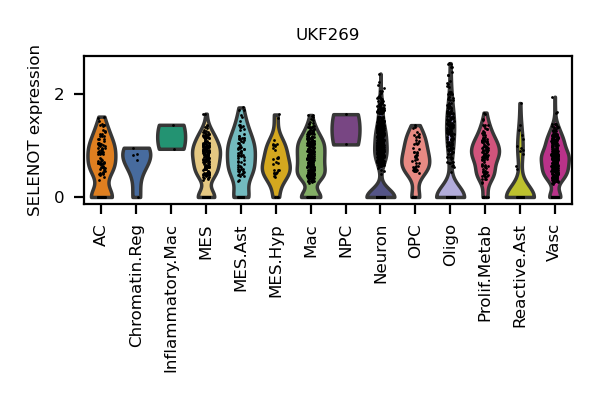 UKF269
SELENOT expression
2
0
AC
Chromatin.Reg
Inflammatory.Mac
MES
MES.Ast
MES.Hyp
Mac
NPC
Neuron
OPC
Oligo
Prolif.Metab
Reactive.Ast
Vasc